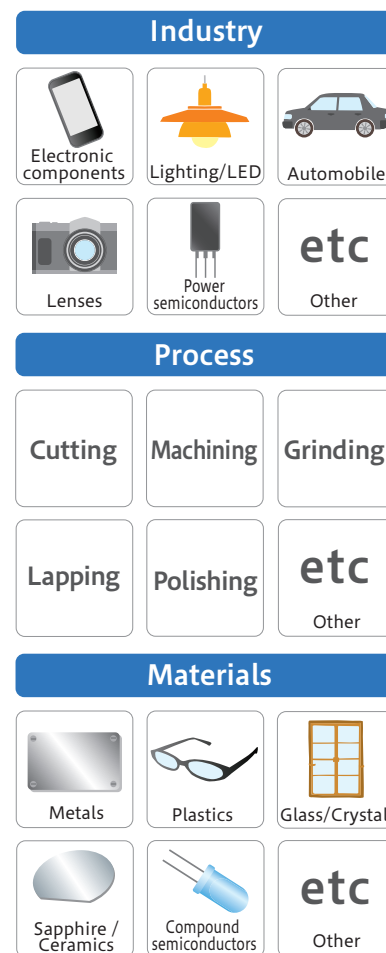 Industry
Electronic
components
Lighting/LED
Automobile
Lenses
Power
semiconductors
etc
Other
Process
Cutting
Machining
Grinding
Lapping
Polishing
etc
Other
Materials
Metals
Plastics
Glass/Crystal
Sapphire /
Ceramics
Compound
semiconductors
etc
Other